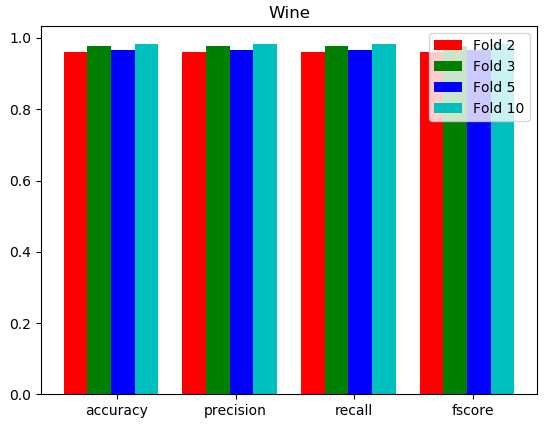 Wine
1.0
0.8
0.6
0.4
0.2
0.0
Fold 2
Fold 3
Fold 5
Fold 10
accuracy
precision
recall
fscore